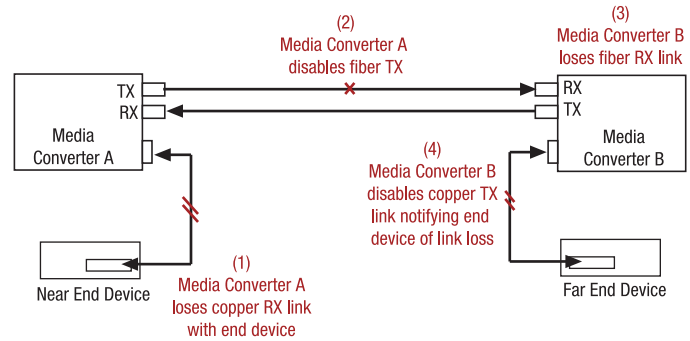 (2)
Media Converter A
disables fiber TX
(3)
Media Converter B
loses fiber RX link
TX
RX
Media
Converter A
RX
TX
Media
Converter B
(4)
Media Converter B
disables copper TX
link notifying end
device of link loss
Near End Device
(1)
Media Converter A
loses copper RX link
with end device
Far End Device